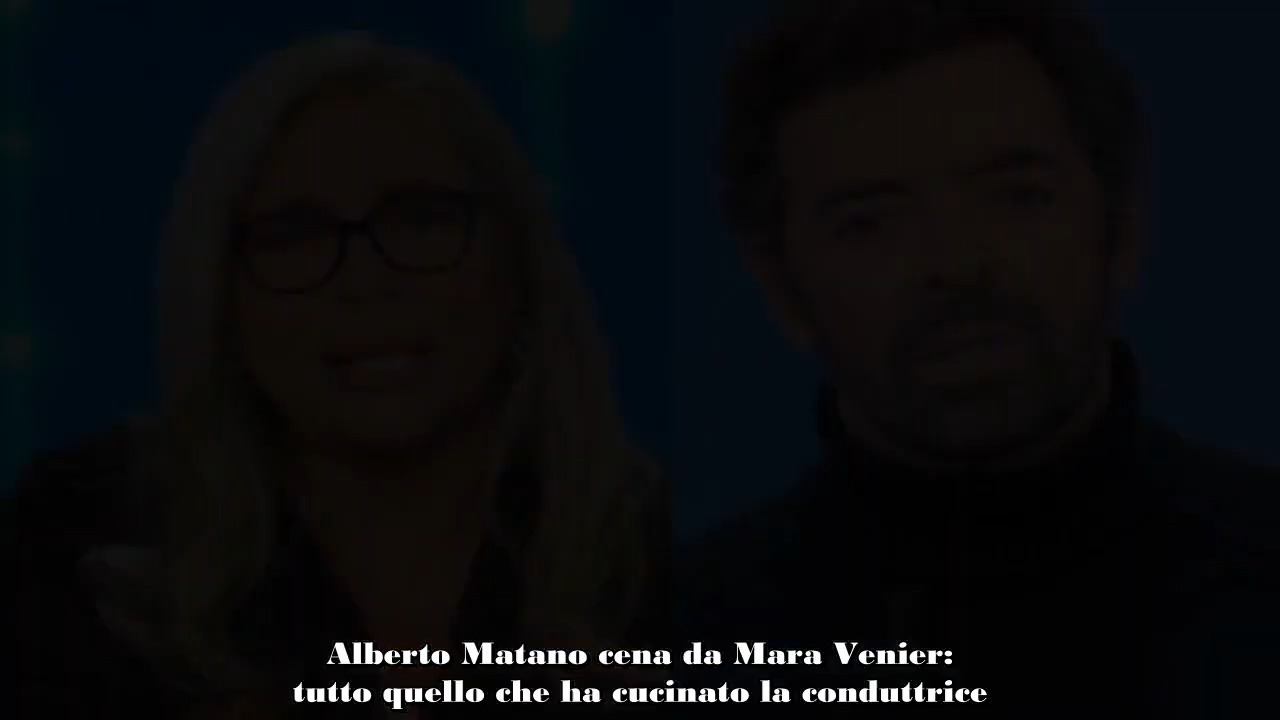 Alberto Matano cena da Mara Venier:
tutto quello che ha cucinato la conduttrice